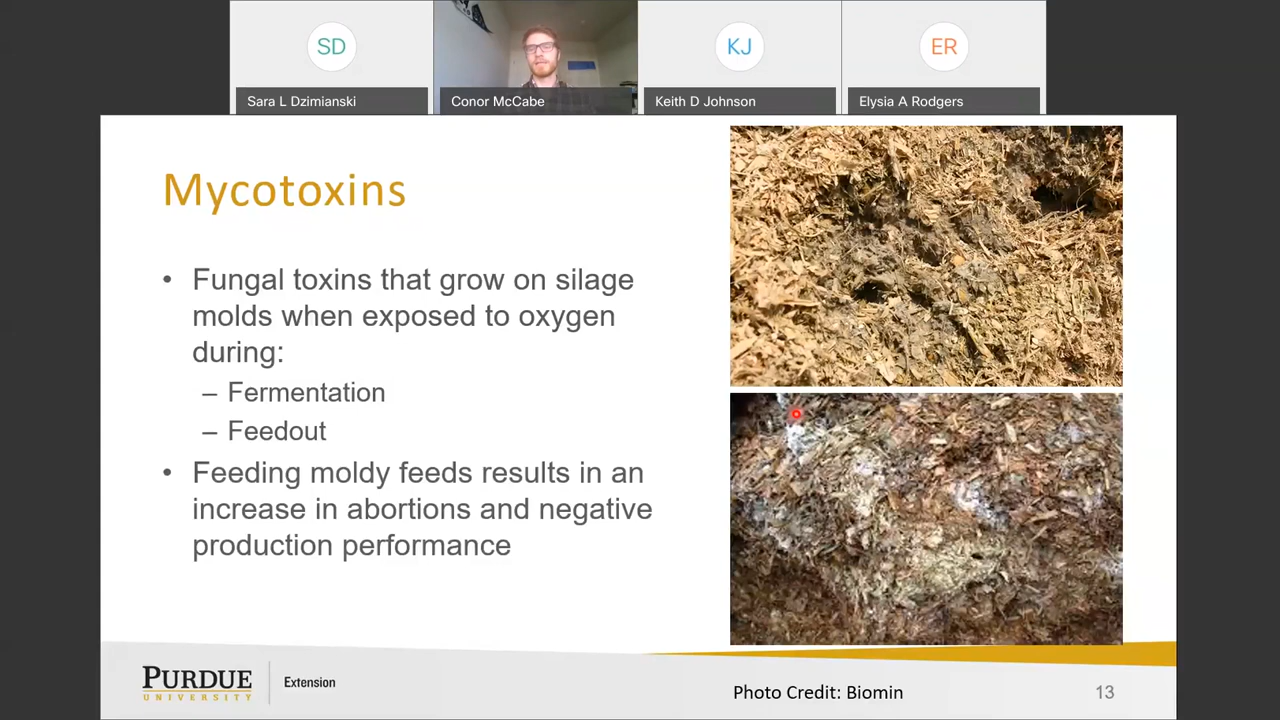 SD
KJ
ER
Sara L Dzimianski
Conor McCabe
Keith D Johnson
Elysia A Rodgers
Mycotoxins
• Fungal toxins that grow on silage
molds when exposed to oxygen
during:
– Fermentation
– Feedout
• Feeding moldy feeds results in an
increase in abortions and negative
production performance
PURDUE
UNIVERSITY
Extension
Photo Credit: Biomin
13